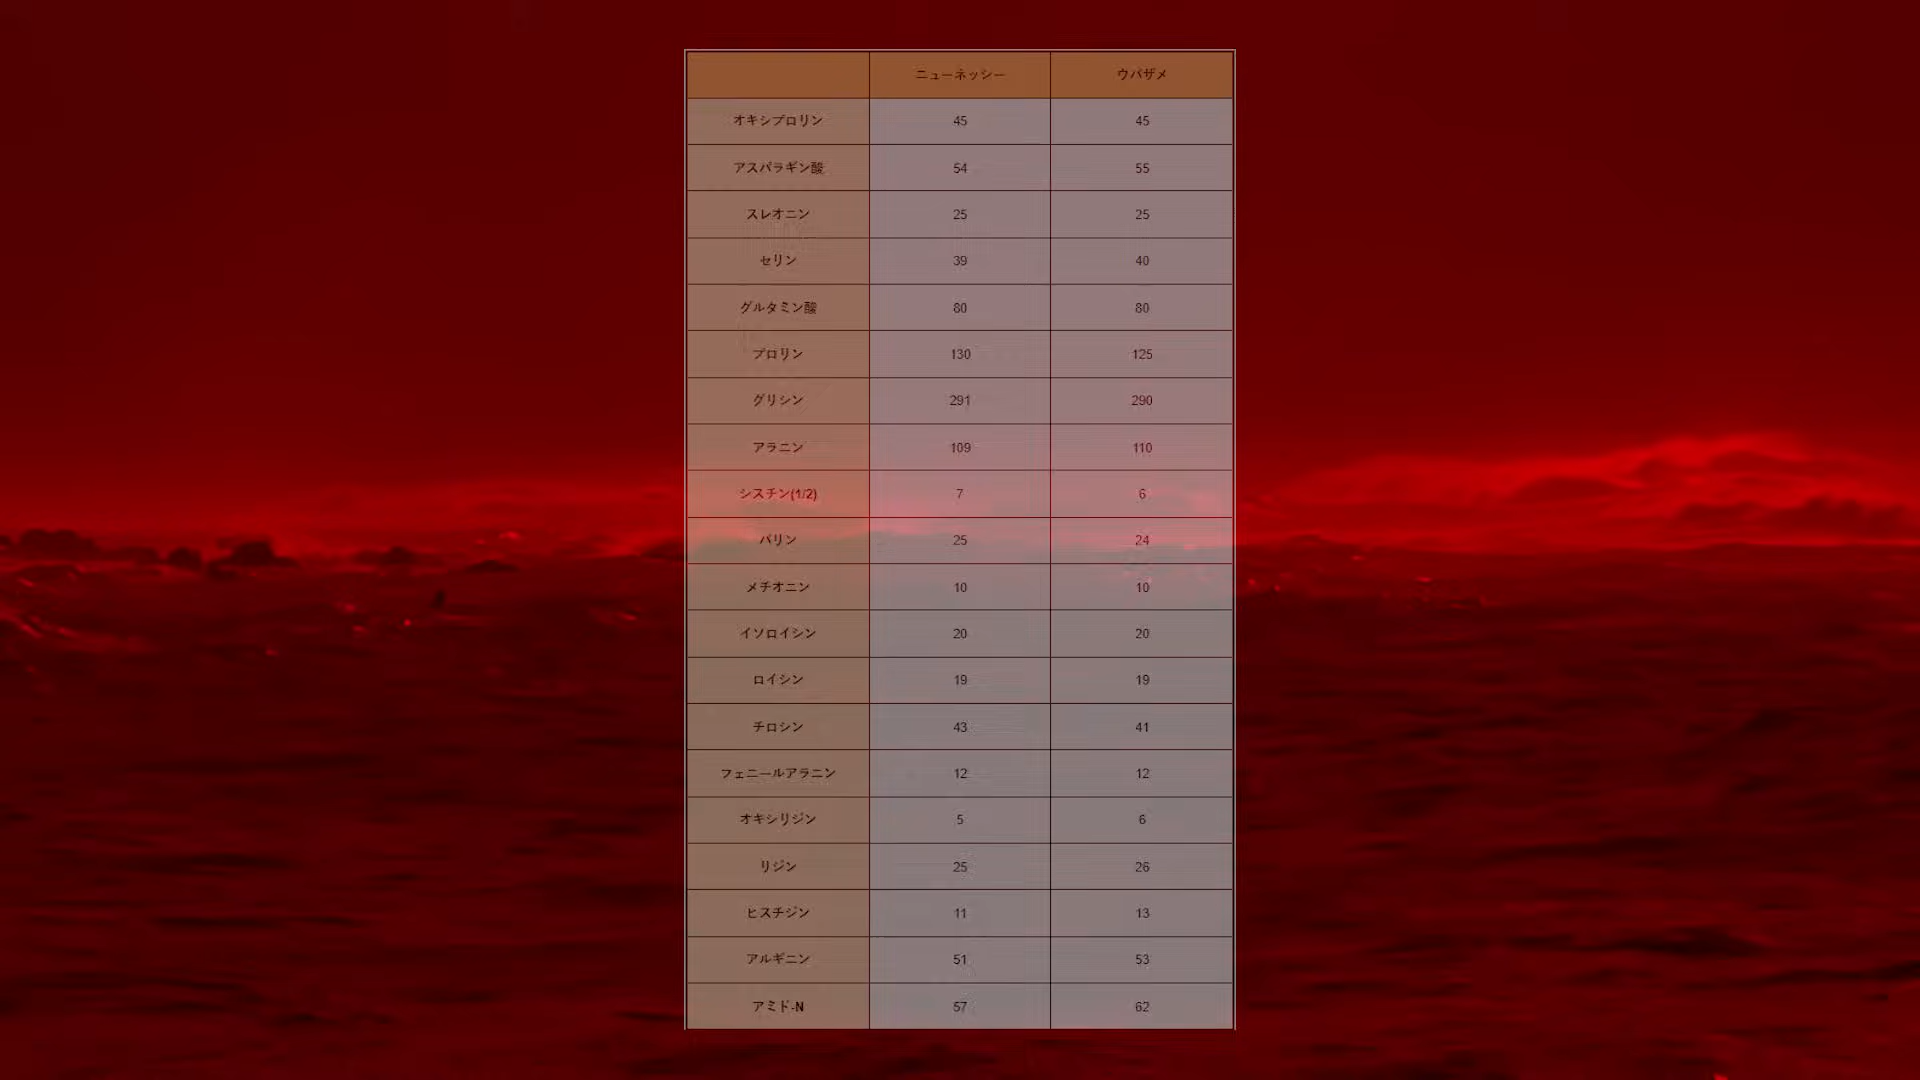 ニューネッシー ウバザメ
オキシプロリン 45 45
アスパラギン酸 54 55
スレオニン 25 25
セリン 39 40
グルタミン酸 80 80
プロリン 130 125
グリシン 291 290
アラニン 109 110
シスチン(1/2) 7 6
バリン 25 24
メチオニン 10 10
イソロイシン 20 20
ロイシン 19 19
チロシン 43 41
フェニールアラニン 12 12
オキシリジン 5 6
リジン 25 26
ヒスチジン 11 13
アルギニン 51 53
アミド-N 57 62